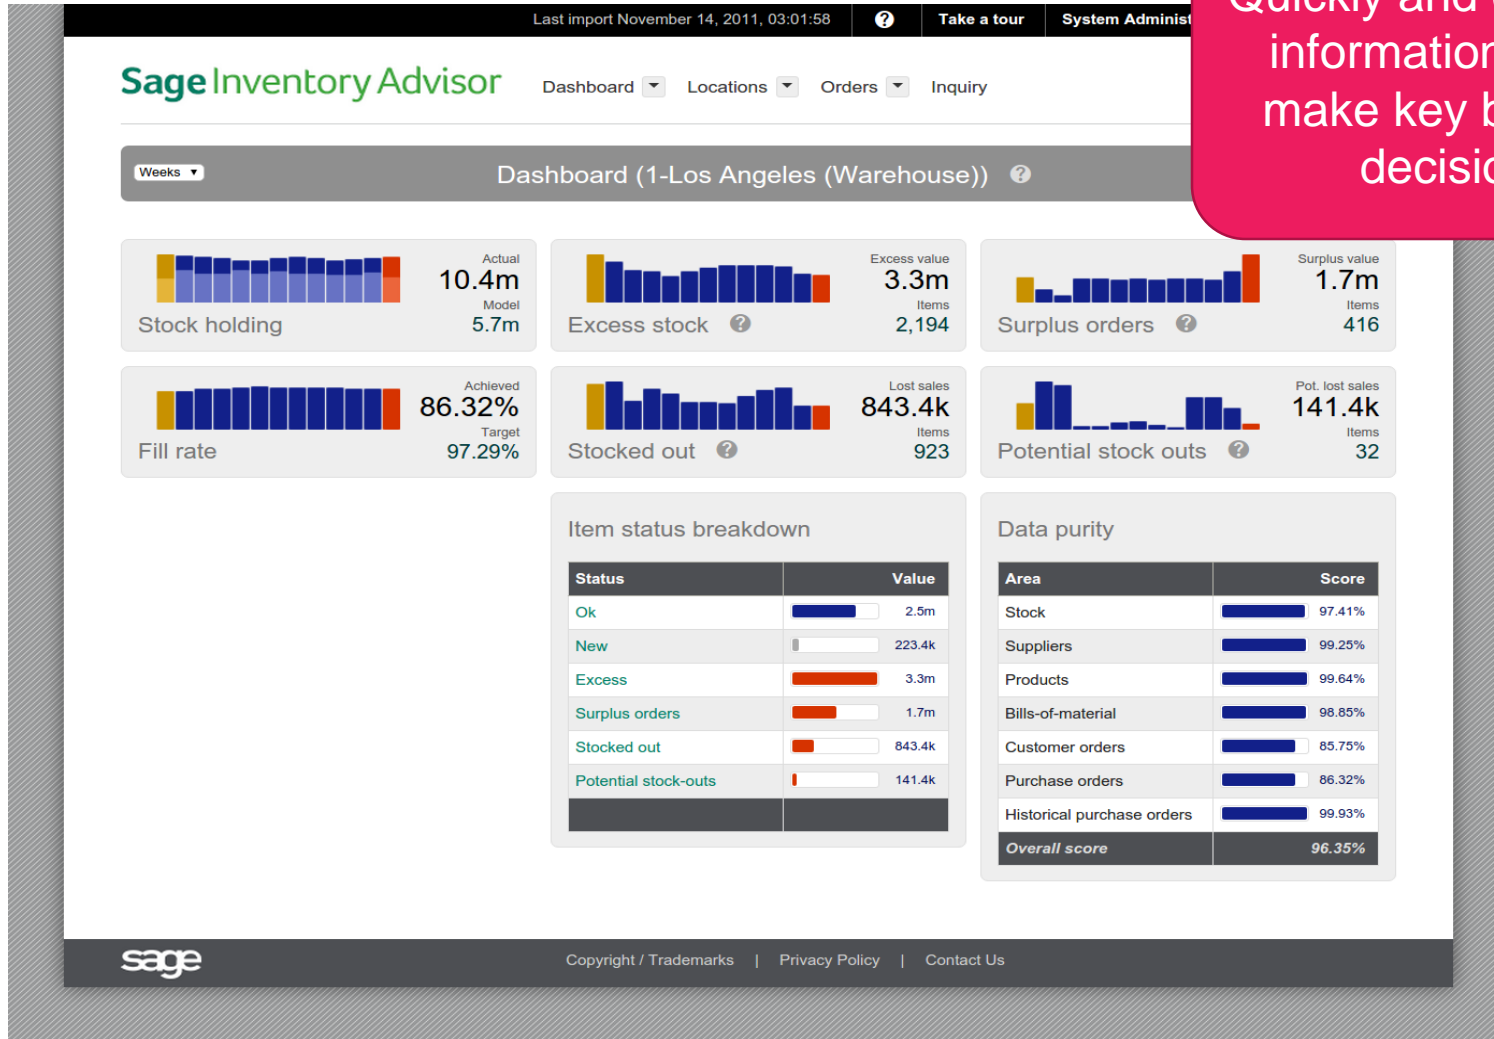 Last import November 14, 2011, 03:01:58 ? Take a tour System
Quickly and
information
make key
Sage Inventory Advisor Dashboard Locations Orders Inquiry
Weeks Dashboard (1-Los Angeles (Warehouse)) ?
Actual
10.4m
Model
Stock holding 5.7m
Excess value
3.3m
Items
Excess stock ? 2,194
Surplus value
1.7m
Items
Surplus orders ? 416
Achieved
86.32%
Target
Fill rate 97.29%
Lost sales
843.4k
Items
Stocked out ? 923
Pot. lost sales
141.4k
Items
Potential stock outs ? 32
Item status breakdown
Status Value
Ok 2.5m
New 223.4k
Excess 3.3m
Surplus orders 1.7m
Stocked out 843.4k
Potential stock-outs 141.4k
Data purity
Area Score
Stock 97.41%
Suppliers 99.25%
Products 99.64%
Bills-of-material 98.85%
Customer orders 85.75%
Purchase orders 86.32%
Historical purchase orders 99.93%
Overall score 96.35%
sage Copyright / Trademarks | Privacy Policy | Contact Us